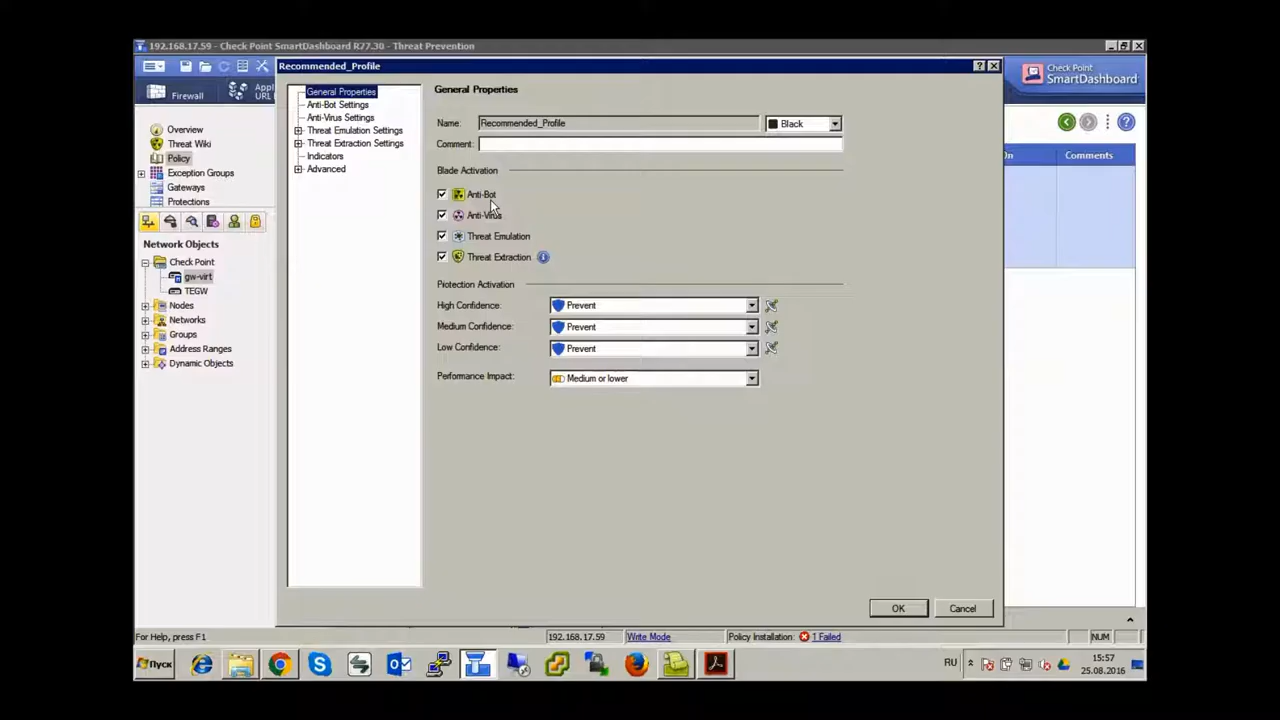 192.168.17.59 - Check Point SmartDashboard R77.30 - Threat Prevention
Recommended_Profile
Firewall
Appl
URL
Check Point
SmartDashboard
Overview
Threat Wiki
Policy
Exception Groups
Gateways
Protections
Network Objects
Check Point
gw-virt
TEGW
Nodes
Networks
Groups
Address Ranges
Dynamic Objects
General Properties
Anti-Bot Settings
Anti-Virus Settings
Threat Emulation Settings
Threat Extraction Settings
Indicators
Advanced
General Properties
Name: Recommended_Profile Black
Comment:
Blade Activation
Anti-Bot
Anti-Virus
Threat Emulation
Threat Extraction
Protection Activation
High Confidence: Prevent
Medium Confidence: Prevent
Low Confidence: Prevent
Performance Impact: Medium or lower
OK Cancel
On Comments
For Help, press F1 192.168.17.59 Write Mode Policy Installation: 1 Failed NUM
Пуск RU 15:57
25.08.2016